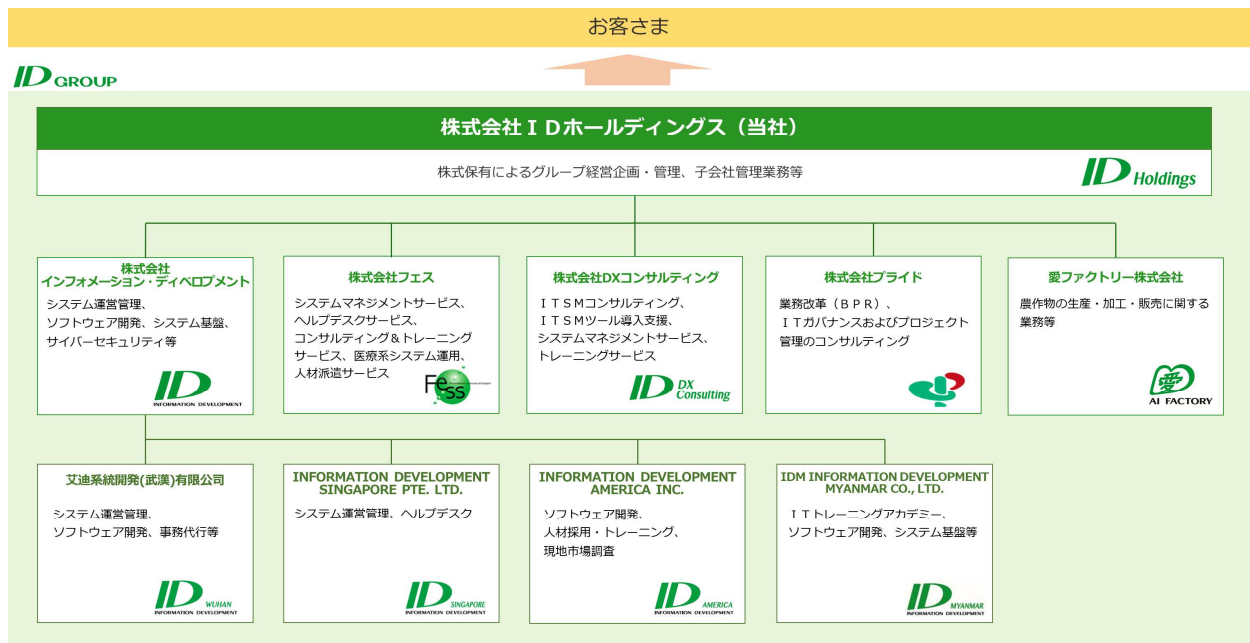 お客さま
ID GROUP
株式会社ＩＤホールディングス（当社）
株式保有によるグループ経営企画・管理、子会社管理業務等
ID Holdings
株式会社
インフォメーション・ディベロプメント
システム運営管理、
ソフトウェア開発、システム基盤、
サイバーセキュリティ等
ID
INFORMATION DEVELOPMENT
株式会社フェス
システムマネジメントサービス、
ヘルプデスクサービス、
コンサルティング＆トレーニング
サービス、医療系システム運用、
人材派遣サービス
Fess
株式会社DXコンサルティング
ＩＴＳＭコンサルティング、
ＩＴＳＭツール導入支援、
システムマネジメントサービス、
トレーニングサービス
ID DX
Consulting
株式会社プライド
業務改革（ＢＰＲ）、
ＩＴガバナンスおよびプロジェクト
管理のコンサルティング
愛ファクトリー株式会社
農作物の生産・加工・販売に関する
業務等
愛
AI FACTORY
艾迪系統開発(武漢)有限公司
システム運営管理、
ソフトウェア開発、事務代行等
ID WUHAN
INFORMATION DEVELOPMENT
INFORMATION DEVELOPMENT
SINGAPORE PTE. LTD.
システム運営管理、ヘルプデスク
ID SINGAPORE
INFORMATION DEVELOPMENT
INFORMATION DEVELOPMENT
AMERICA INC.
ソフトウェア開発、
人材採用・トレーニング、
現地市場調査
ID AMERICA
INFORMATION DEVELOPMENT
IDM INFORMATION DEVELOPMENT
MYANMAR CO., LTD.
ＩＴトレーニングアカデミー、
ソフトウェア開発、システム基盤等
ID MYANMAR
INFORMATION DEVELOPMENT